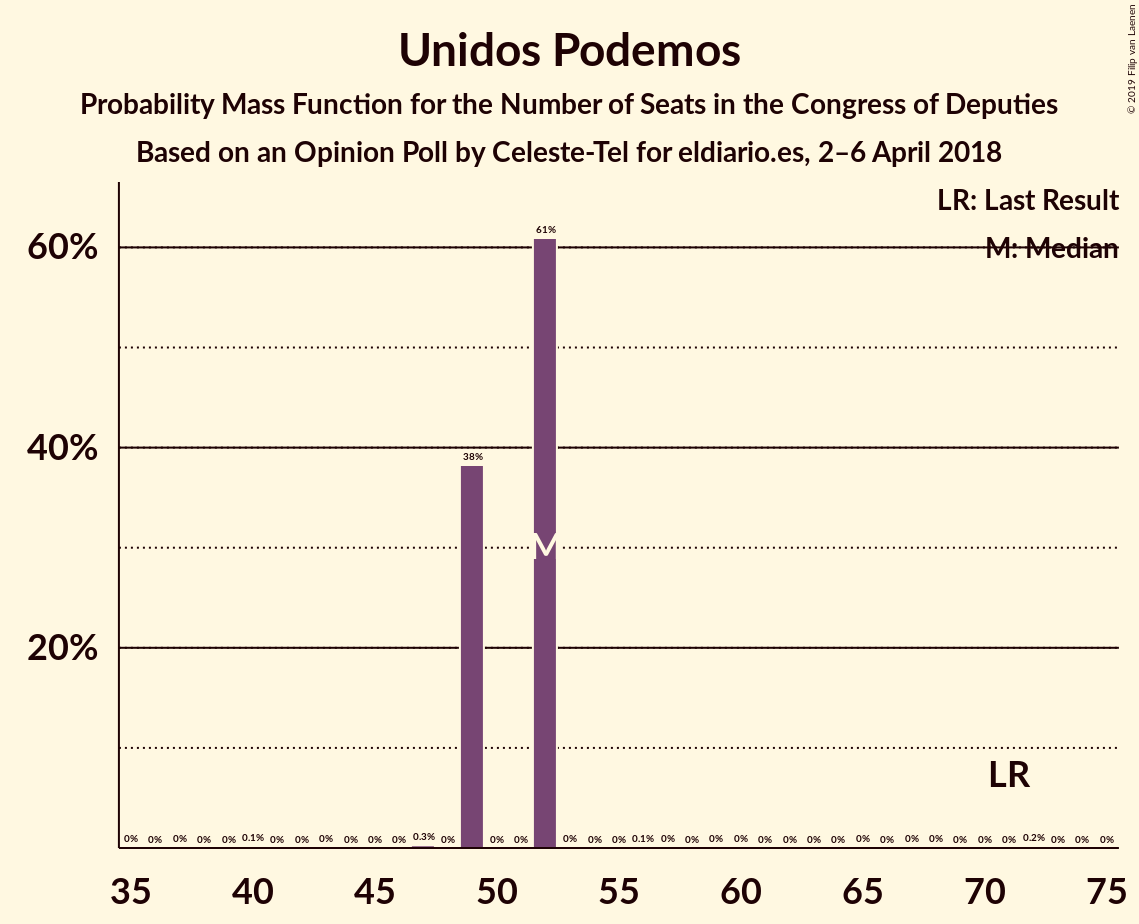 Unidos Podemos
Probability Mass Function for the Number of Seats in the Congress of Deputies
Based on an Opinion Poll by Celeste-Tel for eldiario.es, 2–6 April 2018
© 2019 Filip van Laenen
LR: Last Result
M: Median
60%
40%
20%
61%
38%
M
LR
0% 0% 0% 0% 0% 0.1% 0% 0% 0% 0% 0% 0% 0.3% 0% 0% 0% 0% 0% 0% 0.1% 0% 0% 0% 0% 0% 0% 0% 0% 0% 0% 0% 0% 0% 0% 0% 0.2% 0% 0% 0%
35 40 45 50 55 60 65 70 75